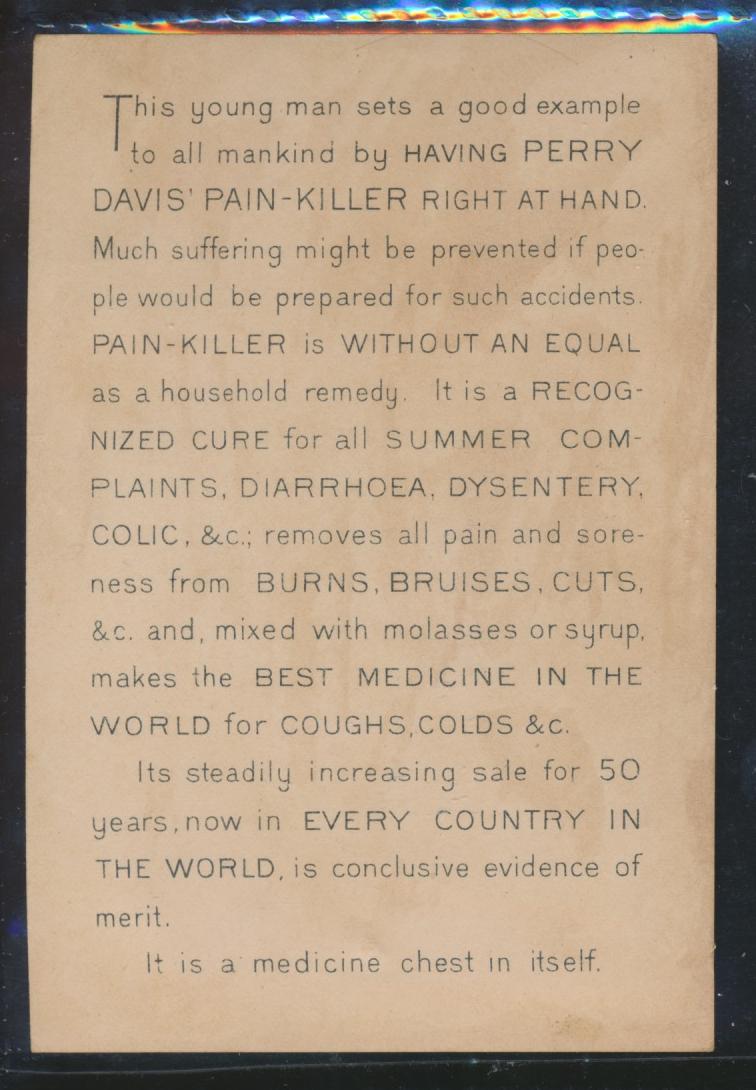 This young man sets a good example
to all mankind by HAVING PERRY
DAVIS' PAIN-KILLER RIGHT AT HAND.
Much suffering might be prevented if peo-
ple would be prepared for such accidents.
PAIN-KILLER is WITHOUT AN EQUAL
as a household remedy. It is a RECOG-
NIZED CURE for all SUMMER COM-
PLAINTS, DIARRHOEA, DYSENTERY,
COLIC, &c.; removes all pain and sore-
ness from BURNS, BRUISES, CUTS,
&c. and, mixed with molasses or syrup,
makes the BEST MEDICINE IN THE
WORLD for COUGHS, COLDS &c.
Its steadily increasing sale for 50
years, now in EVERY COUNTRY IN
THE WORLD, is conclusive evidence of
merit.
It is a medicine chest in itself.